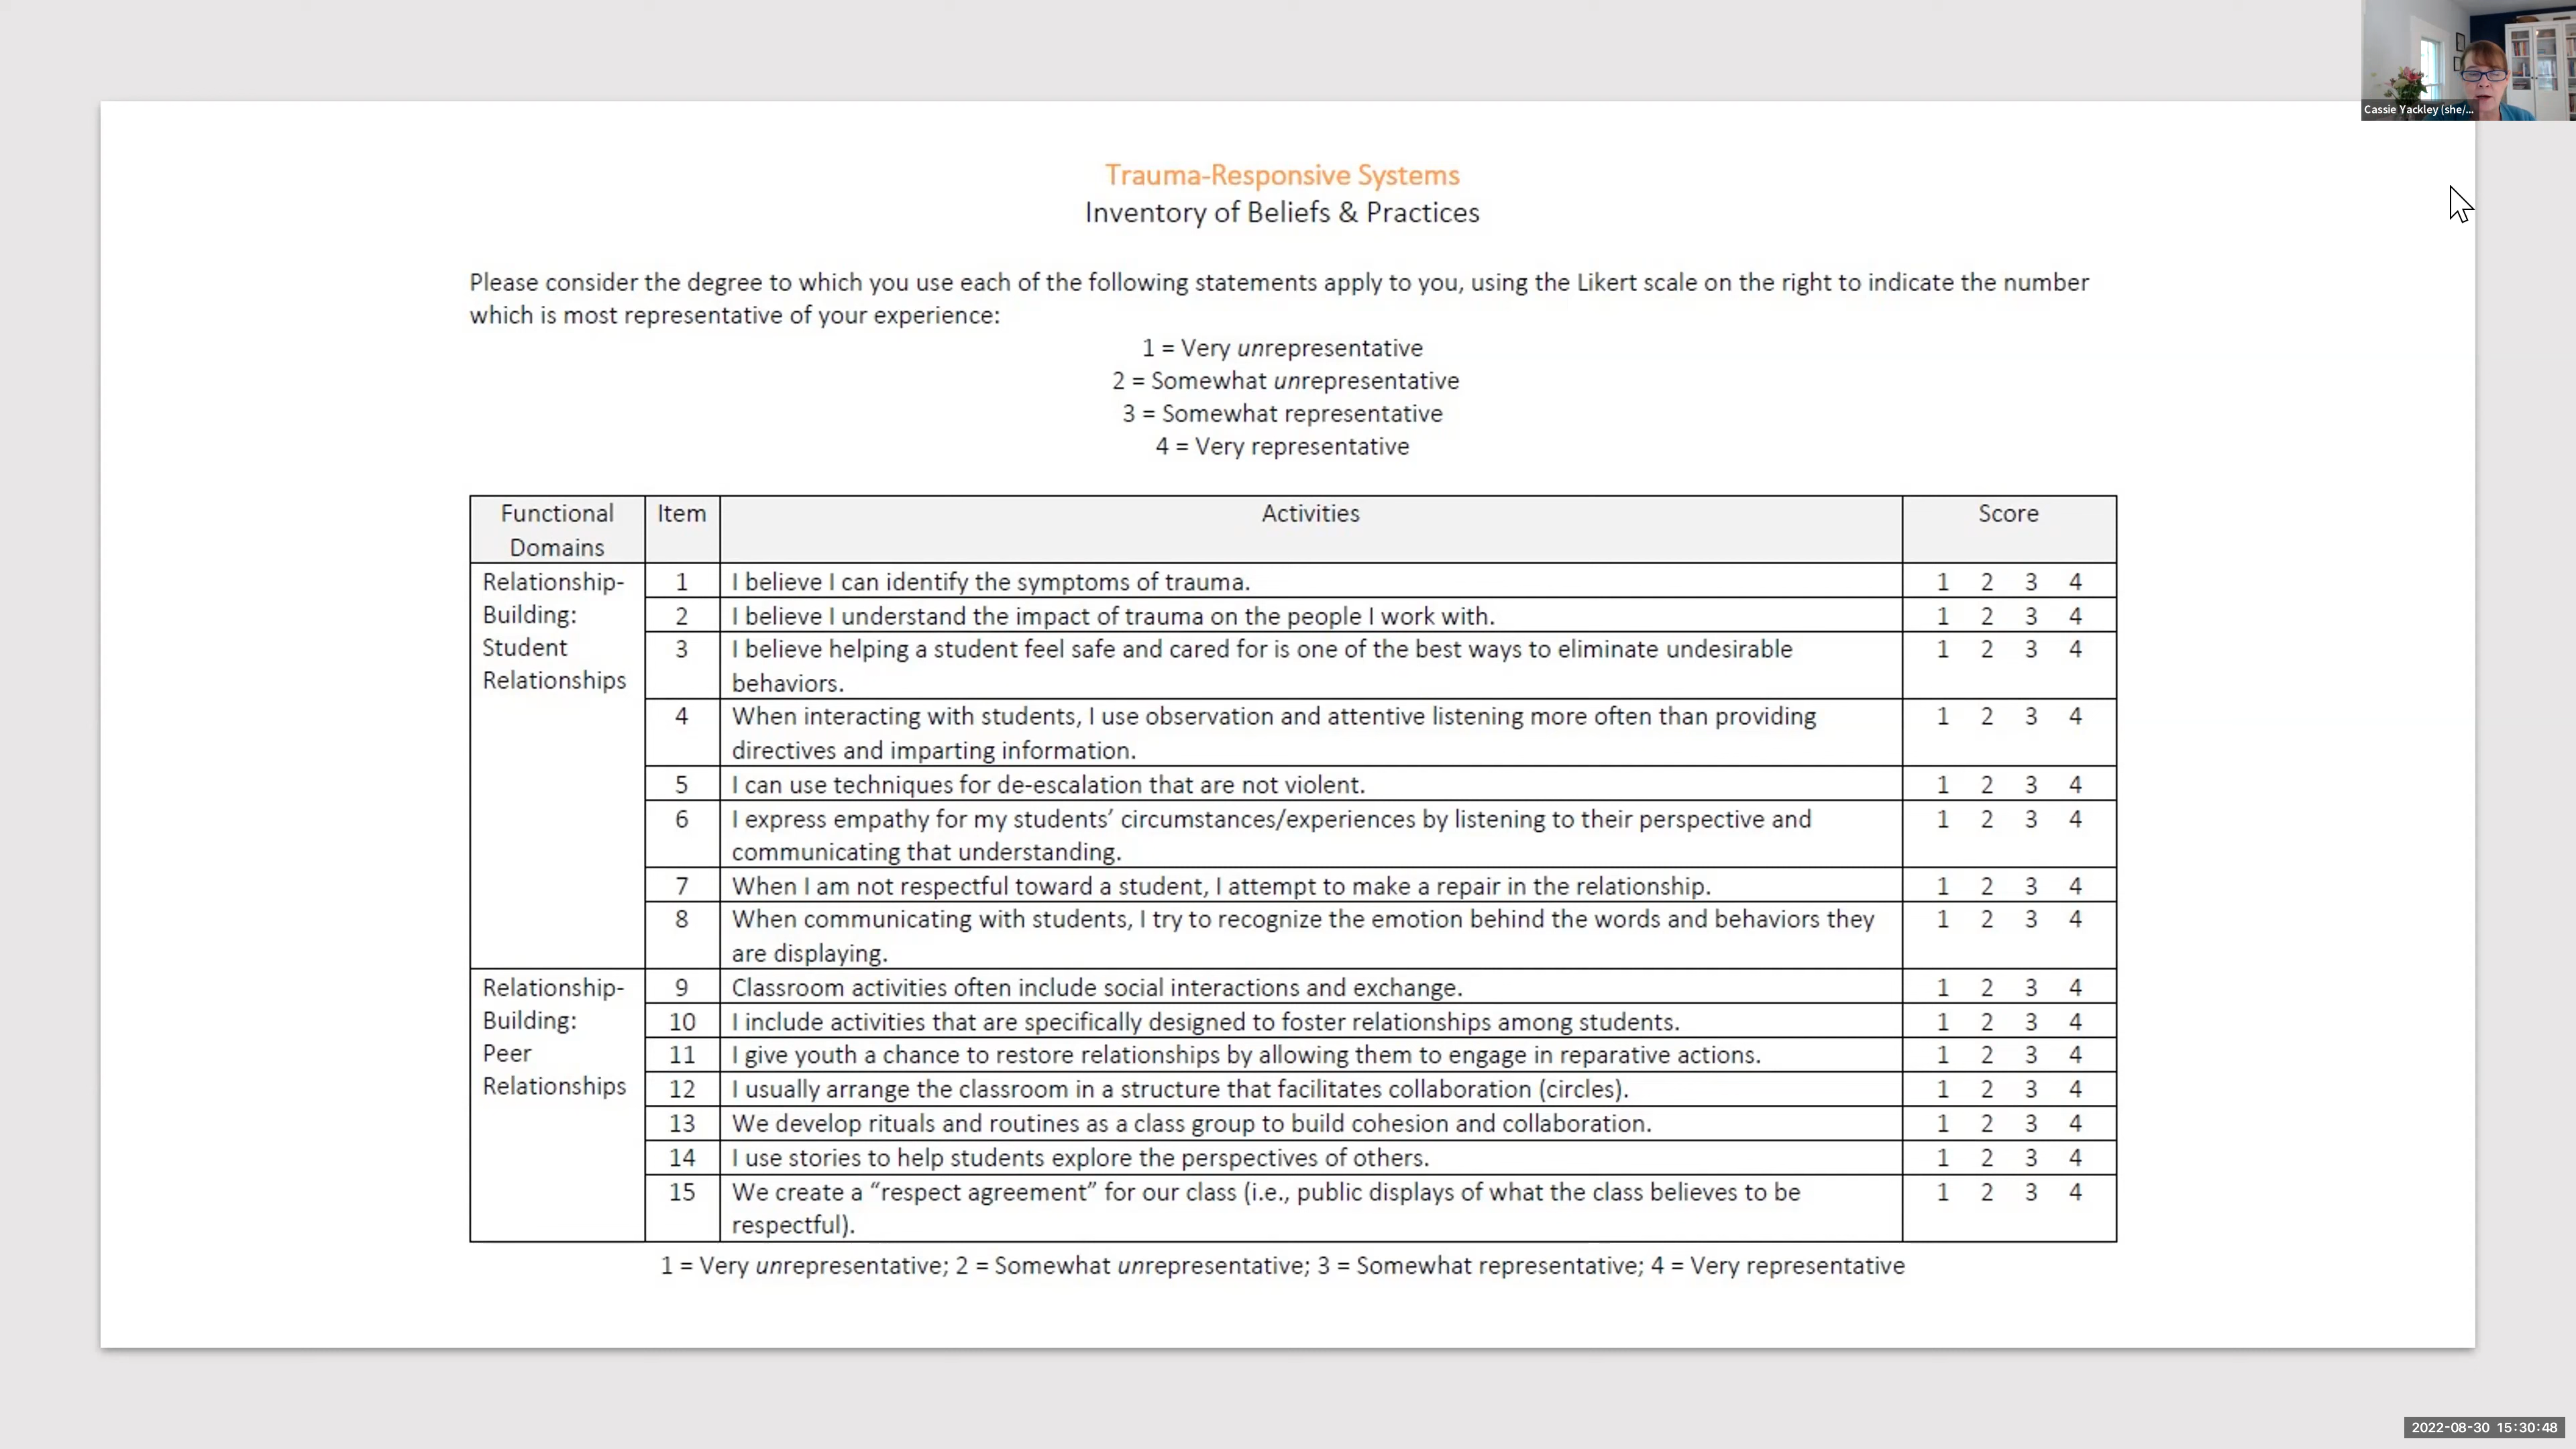 Cassie Yackley (she/...
Trauma-Responsive Systems
Inventory of Beliefs & Practices
Please consider the degree to which you use each of the following statements apply to you, using the Likert scale on the right to indicate the number
which is most representative of your experience:
1 = Very unrepresentative
2 = Somewhat unrepresentative
3 = Somewhat representative
4 = Very representative
Functional Domains Item Activities Score
Relationship-Building: Student Relationships
1 I believe I can identify the symptoms of trauma. 1 2 3 4
2 I believe I understand the impact of trauma on the people I work with. 1 2 3 4
3 I believe helping a student feel safe and cared for is one of the best ways to eliminate undesirable
behaviors. 1 2 3 4
4 When interacting with students, I use observation and attentive listening more often than providing
directives and imparting information. 1 2 3 4
5 I can use techniques for de-escalation that are not violent. 1 2 3 4
6 I express empathy for my students’ circumstances/experiences by listening to their perspective and
communicating that understanding. 1 2 3 4
7 When I am not respectful toward a student, I attempt to make a repair in the relationship. 1 2 3 4
8 When communicating with students, I try to recognize the emotion behind the words and behaviors they
are displaying. 1 2 3 4
Relationship-Building: Peer Relationships
9 Classroom activities often include social interactions and exchange. 1 2 3 4
10 I include activities that are specifically designed to foster relationships among students. 1 2 3 4
11 I give youth a chance to restore relationships by allowing them to engage in reparative actions. 1 2 3 4
12 I usually arrange the classroom in a structure that facilitates collaboration (circles). 1 2 3 4
13 We develop rituals and routines as a class group to build cohesion and collaboration. 1 2 3 4
14 I use stories to help students explore the perspectives of others. 1 2 3 4
15 We create a “respect agreement” for our class (i.e., public displays of what the class believes to be
respectful). 1 2 3 4
1 = Very unrepresentative; 2 = Somewhat unrepresentative; 3 = Somewhat representative; 4 = Very representative
2022-08-30 15:30:48